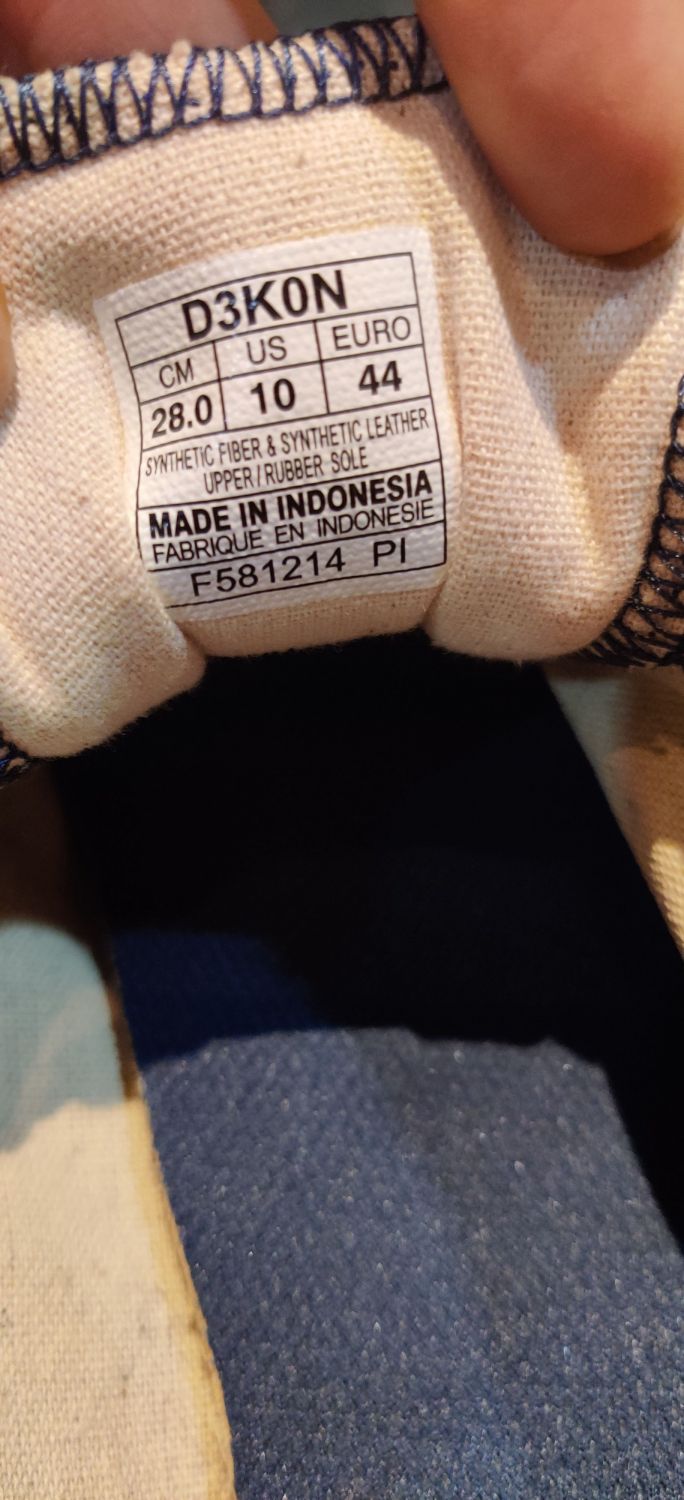 D3K0N
CM US EURO
28.0 10 44
SYNTHETIC FIBER & SYNTHETIC LEATHER
UPPER / RUBBER SOLE
MADE IN INDONESIA
FABRIQUE EN INDONESIE
F581214 PI